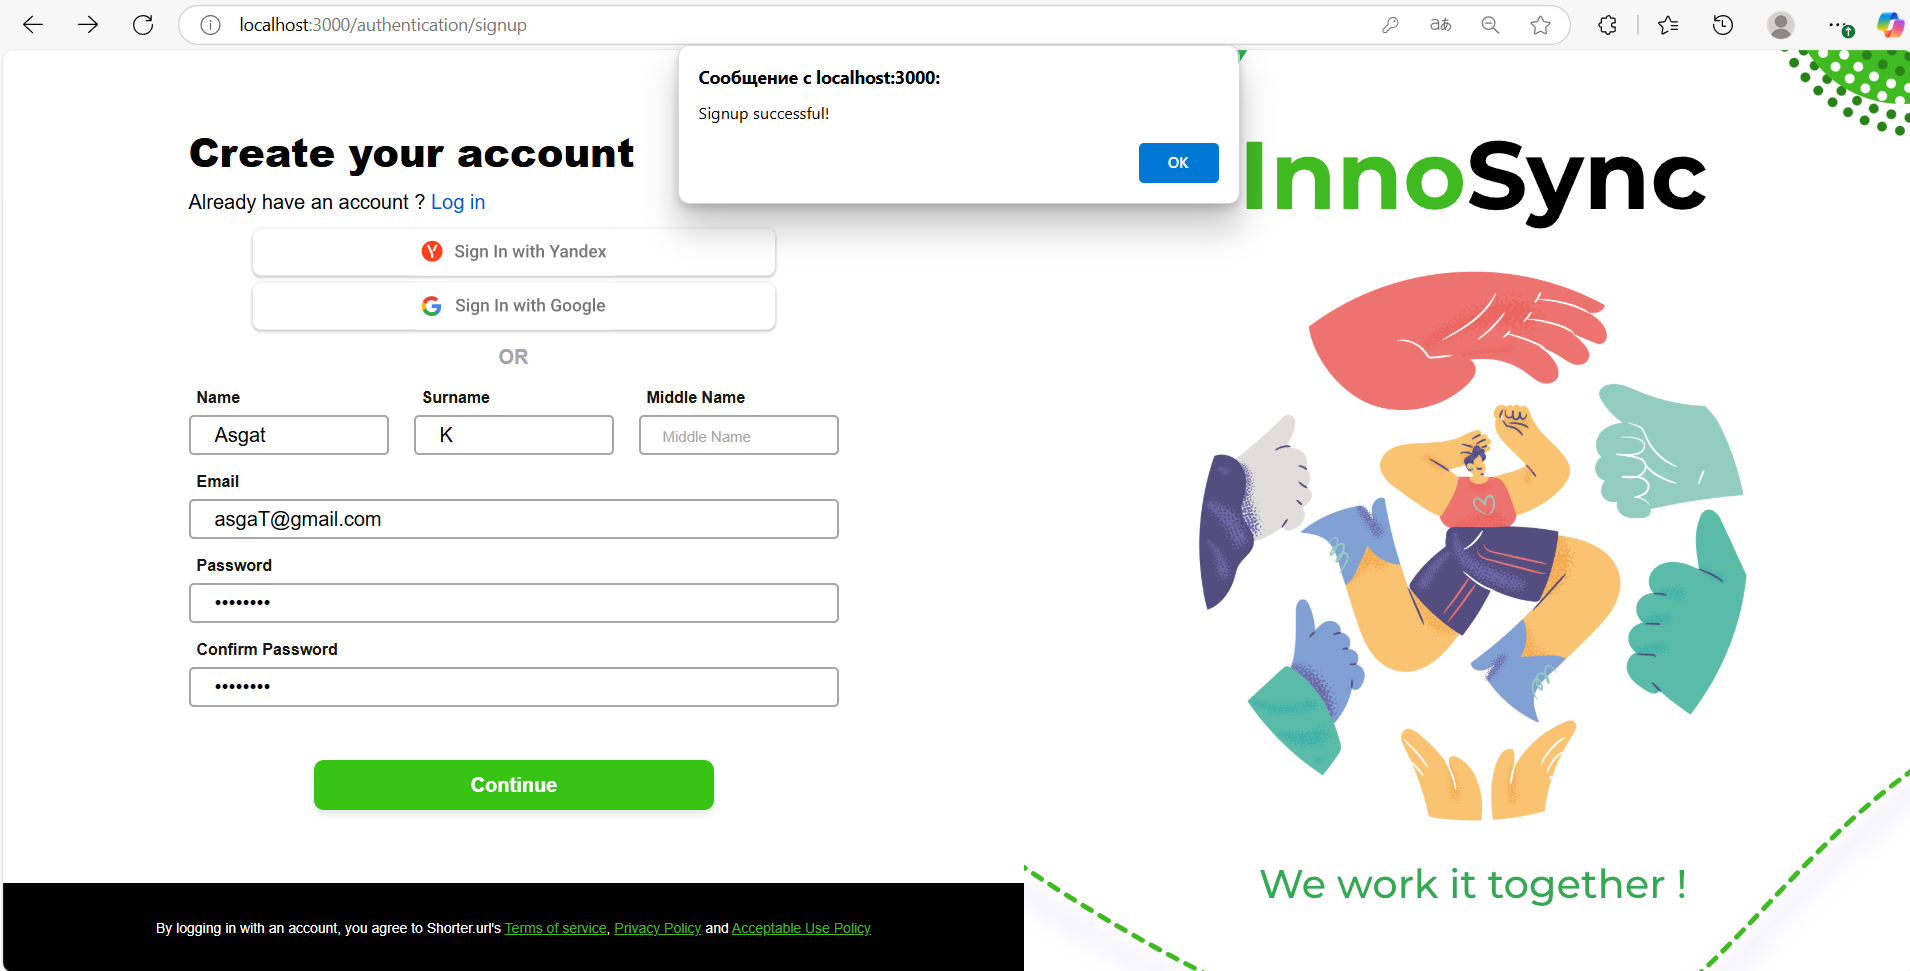 localhost:3000/authentication/signup
Сообщение с localhost:3000:
Signup successful!
OK
Create your account
Already have an account ? Log in
Sign In with Yandex
Sign In with Google
OR
Name Surname Middle Name
Asgat K Middle Name
Email
asgaT@gmail.com
Password
••••••••
Confirm Password
••••••••
Continue
By logging in with an account, you agree to Shorter.url's Terms of service, Privacy Policy and Acceptable Use Policy
InnoSync
We work it together !